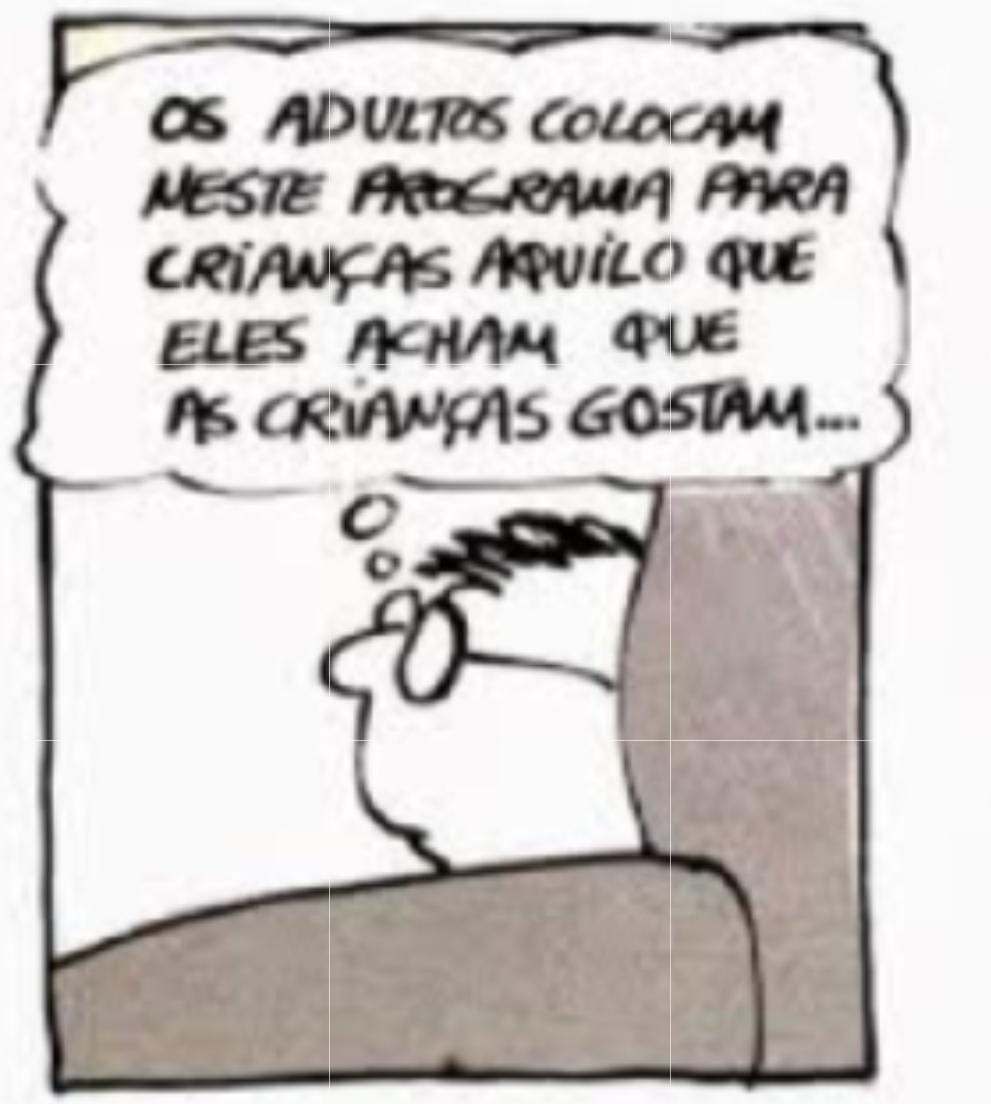 OS ADULTOS COLOCAM
NESTE PROGRAMA PARA
CRIANÇAS AQUILO QUE
ELES ACHAM QUE
AS CRIANÇAS GOSTAM...